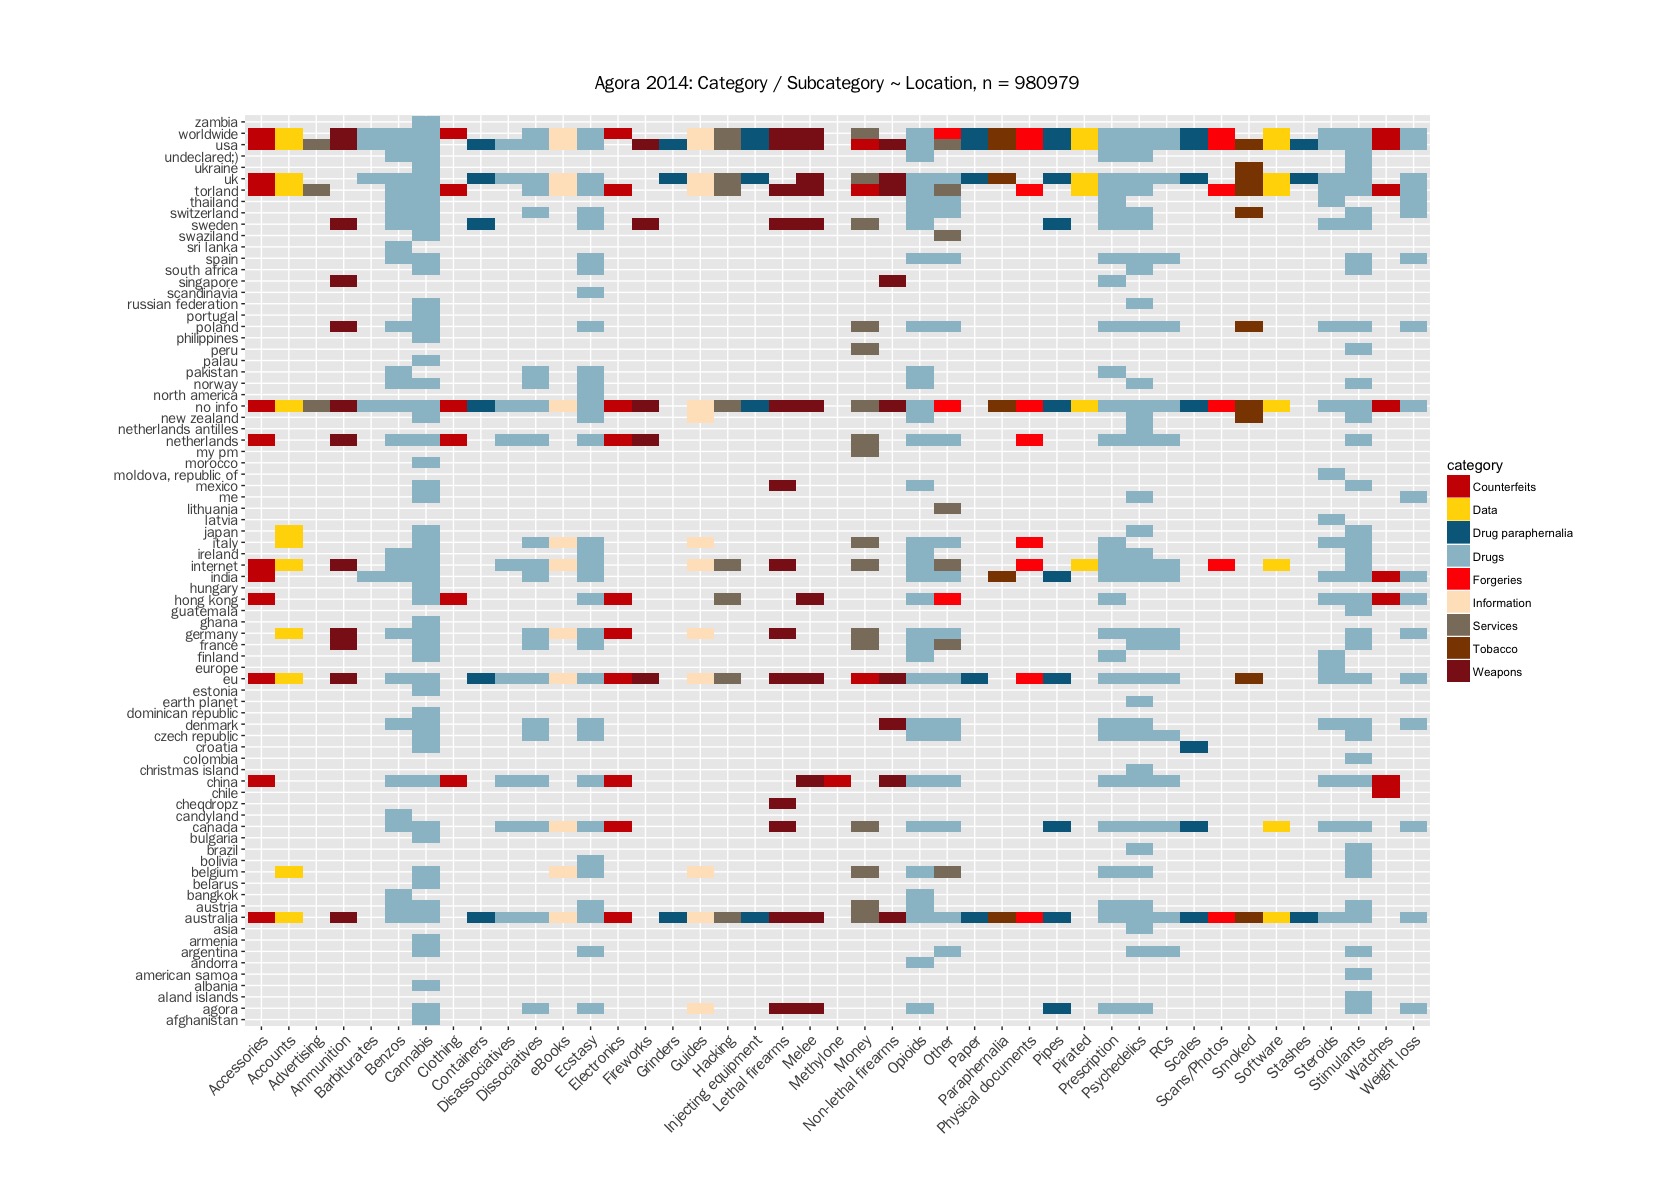 Agora 2014: Category / Subcategory ~ Location, n = 980979
zambia
worldwide
usa
undeclared:)
ukraine
uk
torland
thailand
switzerland
sweden
swaziland
sri lanka
spain
south africa
singapore
scandinavia
russian federation
portugal
poland
philippines
peru
palau
pakistan
norway
north america
no info
new zealand
netherlands antilles
netherlands
my pm
morocco
moldova, republic of
mexico
me
lithuania
latvia
japan
italy
ireland
internet
india
hungary
hong kong
guatemala
ghana
germany
france
finland
europe
eu
estonia
earth planet
dominican republic
denmark
czech republic
croatia
colombia
christmas island
china
chile
cheqdropz
candyland
canada
bulgaria
brazil
bolivia
belgium
belarus
bangkok
austria
australia
asia
armenia
argentina
andorra
american samoa
albania
aland islands
agora
afghanistan
Accessories
Accounts
Advertising
Ammunition
Barbiturates
Benzos
Cannabis
Clothing
Containers
Disassociatives
Dissociatives
eBooks
Ecstasy
Electronics
Fireworks
Grinders
Guides
Hacking
Injecting equipment
Lethal firearms
Melee
Methylone
Money
Non-lethal firearms
Opioids
Other
Paper
Paraphernalia
Physical documents
Pipes
Pirated
Prescription
Psychedelics
RCs
Scales
Scans/Photos
Smoked
Software
Stashes
Steroids
Stimulants
Watches
Weight loss
category
Counterfeits
Data
Drug paraphernalia
Drugs
Forgeries
Information
Services
Tobacco
Weapons